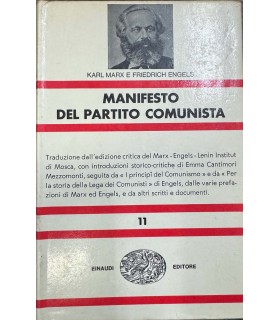 KARL MARX E FRIEDRICH ENGELS
MANIFESTO
DEL PARTITO COMUNISTA
Traduzione dall'edizione critica del Marx-Engels-Lenin Institut
di Mosca, con introduzioni storico-critiche di Emma Cantimori
Mezzomonti, seguita da « I principî del Comunismo » e da « Per
la storia della Lega dei Comunisti » di Engels, dalle varie prefa-
zioni di Marx ed Engels, e da altri scritti e documenti.
11
EINAUDI EDITORE